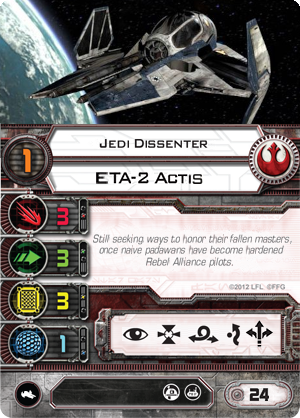 Jedi Dissenter
1
ETA-2 Actis
3
3
3
1
Still seeking ways to honor their fallen masters,
once naive padawans have become hardened
Rebel Alliance pilots.
©2012 LFL ©FFG
24